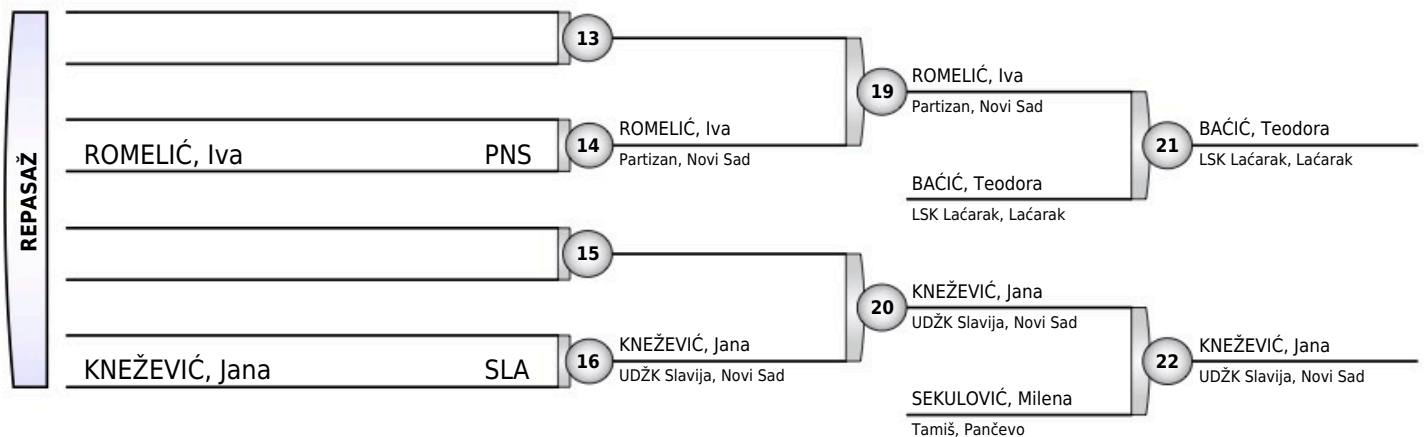 REPASAŽ
13
ROMELIĆ, Iva PNS
14
ROMELIĆ, Iva
Partizan, Novi Sad
19
ROMELIĆ, Iva
Partizan, Novi Sad
BAĆIĆ, Teodora
LSK Laćarak, Laćarak
21
BAĆIĆ, Teodora
LSK Laćarak, Laćarak
15
KNEŽEVIĆ, Jana SLA
16
KNEŽEVIĆ, Jana
UDŽK Slavija, Novi Sad
20
KNEŽEVIĆ, Jana
UDŽK Slavija, Novi Sad
SEKULOVIĆ, Milena
Tamiš, Pančevo
22
KNEŽEVIĆ, Jana
UDŽK Slavija, Novi Sad